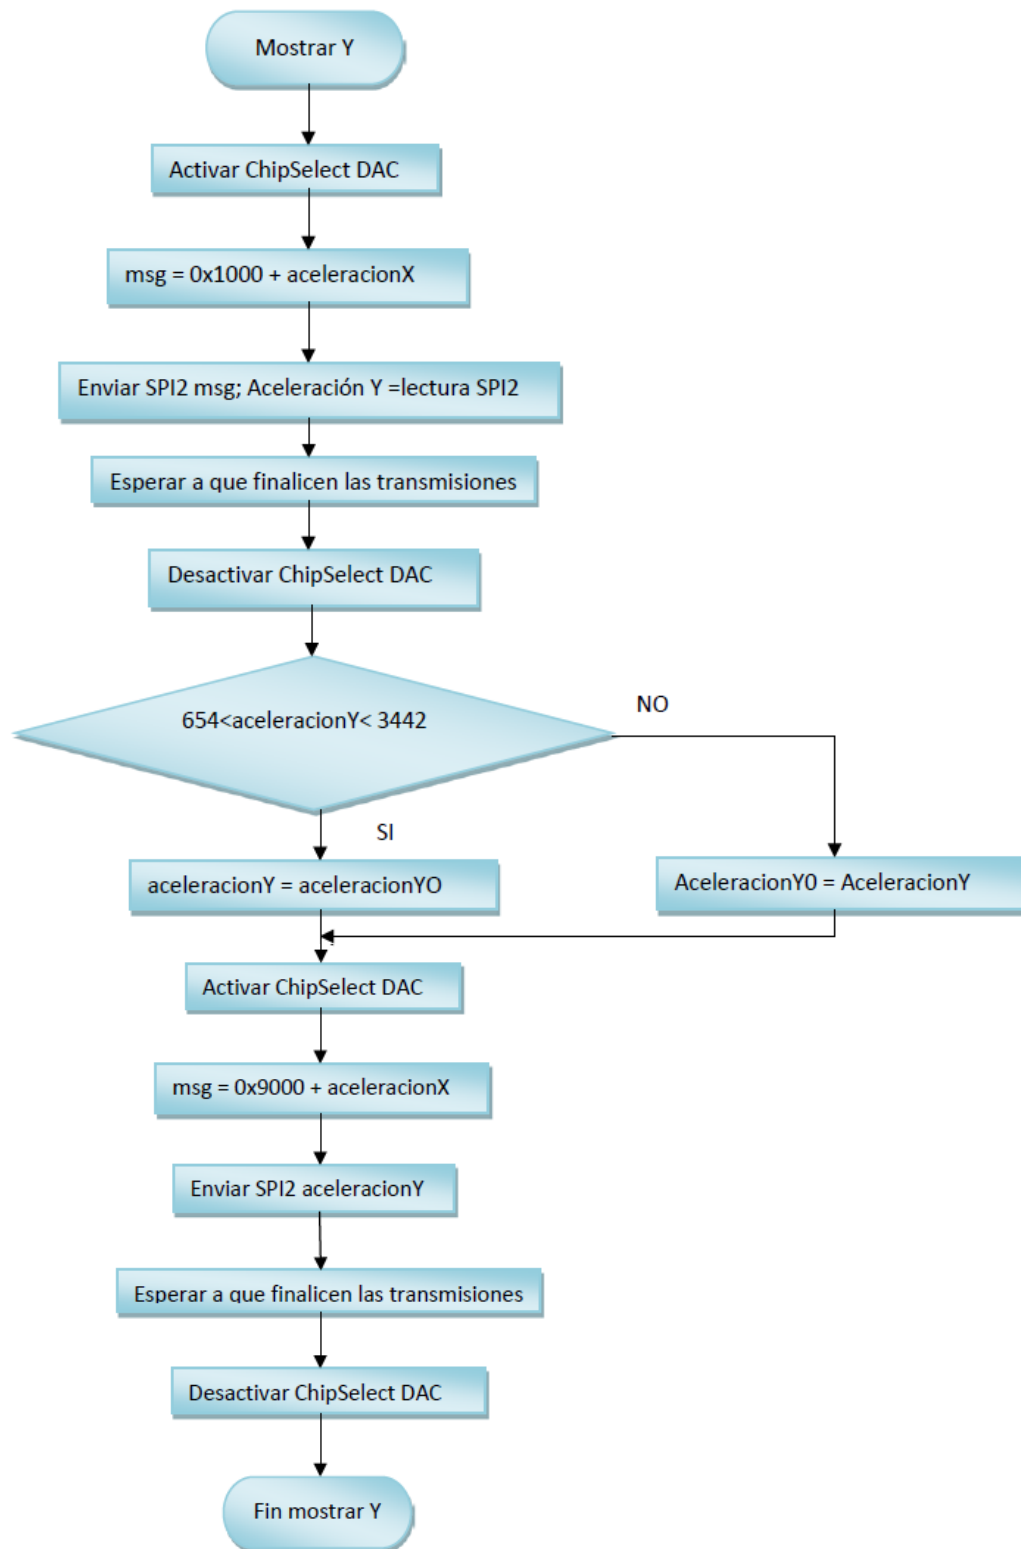 Mostrar Y
Activar ChipSelect DAC
msg = 0x1000 + aceleracionX
Enviar SPI2 msg; Aceleración Y =lectura SPI2
Esperar a que finalicen las transmisiones
Desactivar ChipSelect DAC
654<aceleracionY< 3442
NO
SI
aceleracionY = aceleracionYO
AceleracionY0 = AceleracionY
Activar ChipSelect DAC
msg = 0x9000 + aceleracionX
Enviar SPI2 aceleracionY
Esperar a que finalicen las transmisiones
Desactivar ChipSelect DAC
Fin mostrar Y